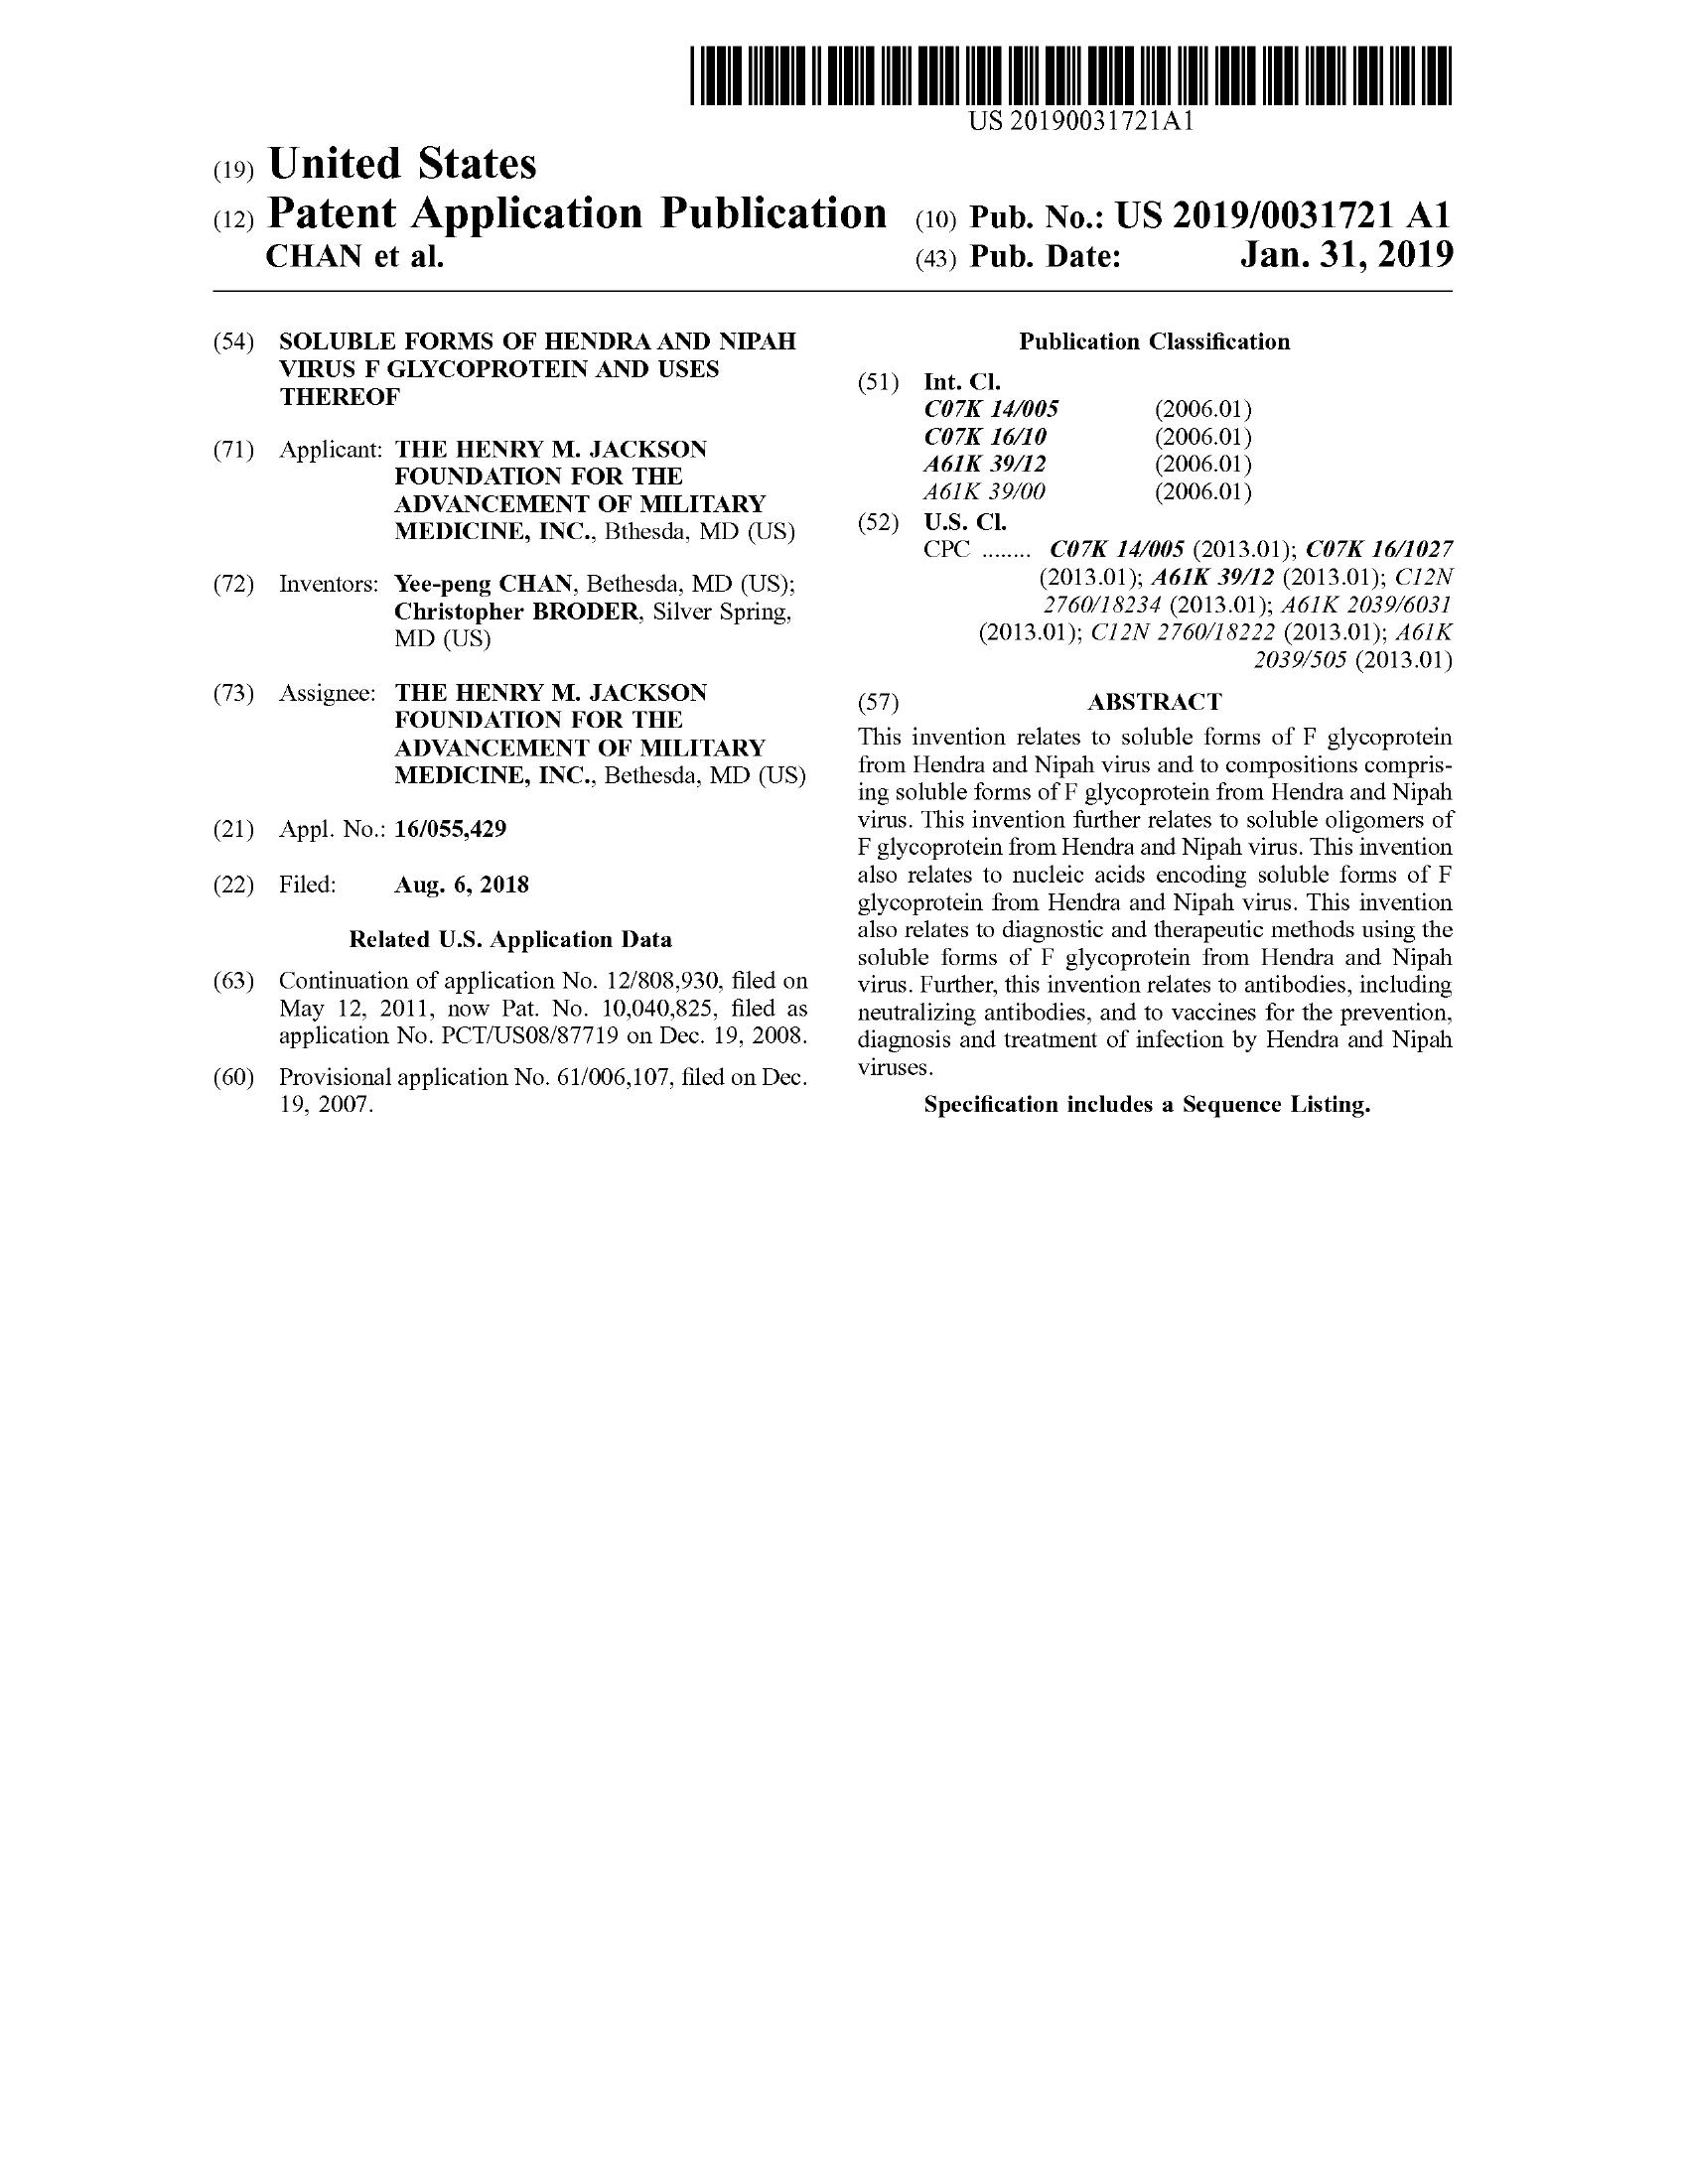 US 20190031721A1
(19) United States
(12) Patent Application Publication
CHAN et al.
(10) Pub. No.: US 2019/0031721 A1
(43) Pub. Date: Jan. 31, 2019
(54) SOLUBLE FORMS OF HENDRA AND NIPAH
VIRUS F GLYCOPROTEIN AND USES
THEREOF
(71) Applicant: THE HENRY M. JACKSON
FOUNDATION FOR THE
ADVANCEMENT OF MILITARY
MEDICINE, INC., Bthesda, MD (US)
(72) Inventors: Yee-peng CHAN, Bethesda, MD (US);
Christopher BRODER, Silver Spring,
MD (US)
(73) Assignee: THE HENRY M. JACKSON
FOUNDATION FOR THE
ADVANCEMENT OF MILITARY
MEDICINE, INC., Bethesda, MD (US)
(21) Appl. No.: 16/055,429
(22) Filed: Aug. 6, 2018
Related U.S. Application Data
(63) Continuation of application No. 12/808,930, filed on
May 12, 2011, now Pat. No. 10,040,825, filed as
application No. PCT/US08/87719 on Dec. 19, 2008.
(60) Provisional application No. 61/006,107, filed on Dec.
19, 2007.
Publication Classification
(51) Int. Cl.
C07K 14/005 (2006.01)
C07K 16/10 (2006.01)
A61K 39/12 (2006.01)
A61K 39/00 (2006.01)
(52) U.S. Cl.
CPC ........ C07K 14/005 (2013.01); C07K 16/1027
(2013.01); A61K 39/12 (2013.01); C12N
2760/18234 (2013.01); A61K 2039/6031
(2013.01); C12N 2760/18222 (2013.01); A61K
2039/505 (2013.01)
(57) ABSTRACT
This invention relates to soluble forms of F glycoprotein
from Hendra and Nipah virus and to compositions compris-
ing soluble forms of F glycoprotein from Hendra and Nipah
virus. This invention further relates to soluble oligomers of
F glycoprotein from Hendra and Nipah virus. This invention
also relates to nucleic acids encoding soluble forms of F
glycoprotein from Hendra and Nipah virus. This invention
also relates to diagnostic and therapeutic methods using the
soluble forms of F glycoprotein from Hendra and Nipah
virus. Further, this invention relates to antibodies, including
neutralizing antibodies, and to vaccines for the prevention,
diagnosis and treatment of infection by Hendra and Nipah
viruses.
Specification includes a Sequence Listing.